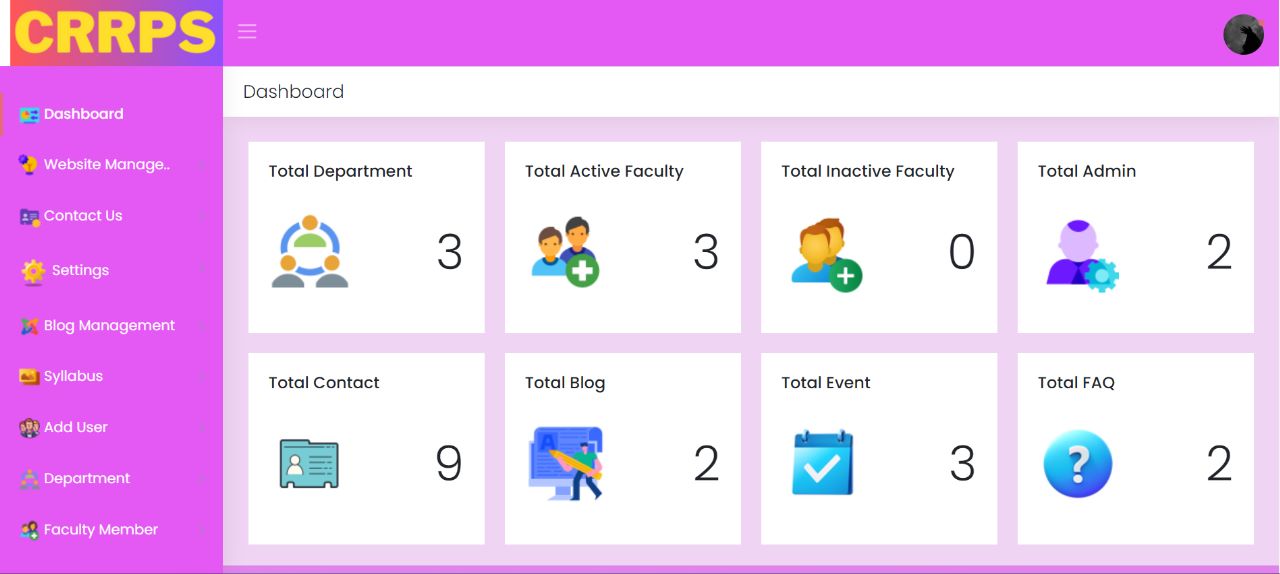 CRRPS
Dashboard
Dashboard
Website Manage..
Contact Us
Settings
Blog Management
Syllabus
Add User
Department
Faculty Member
Total Department
3
Total Active Faculty
3
Total Inactive Faculty
0
Total Admin
2
Total Contact
9
Total Blog
A
2
Total Event
3
Total FAQ
?
2